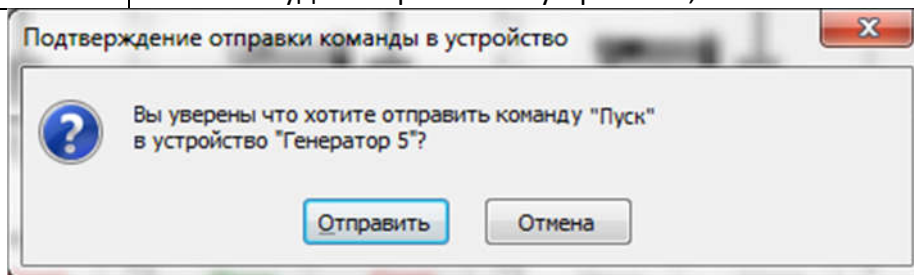 Подтверждение отправки команды в устройство
Вы уверены что хотите отправить команду "Пуск"
в устройство "Генератор 5"?
Отправить
Отмена